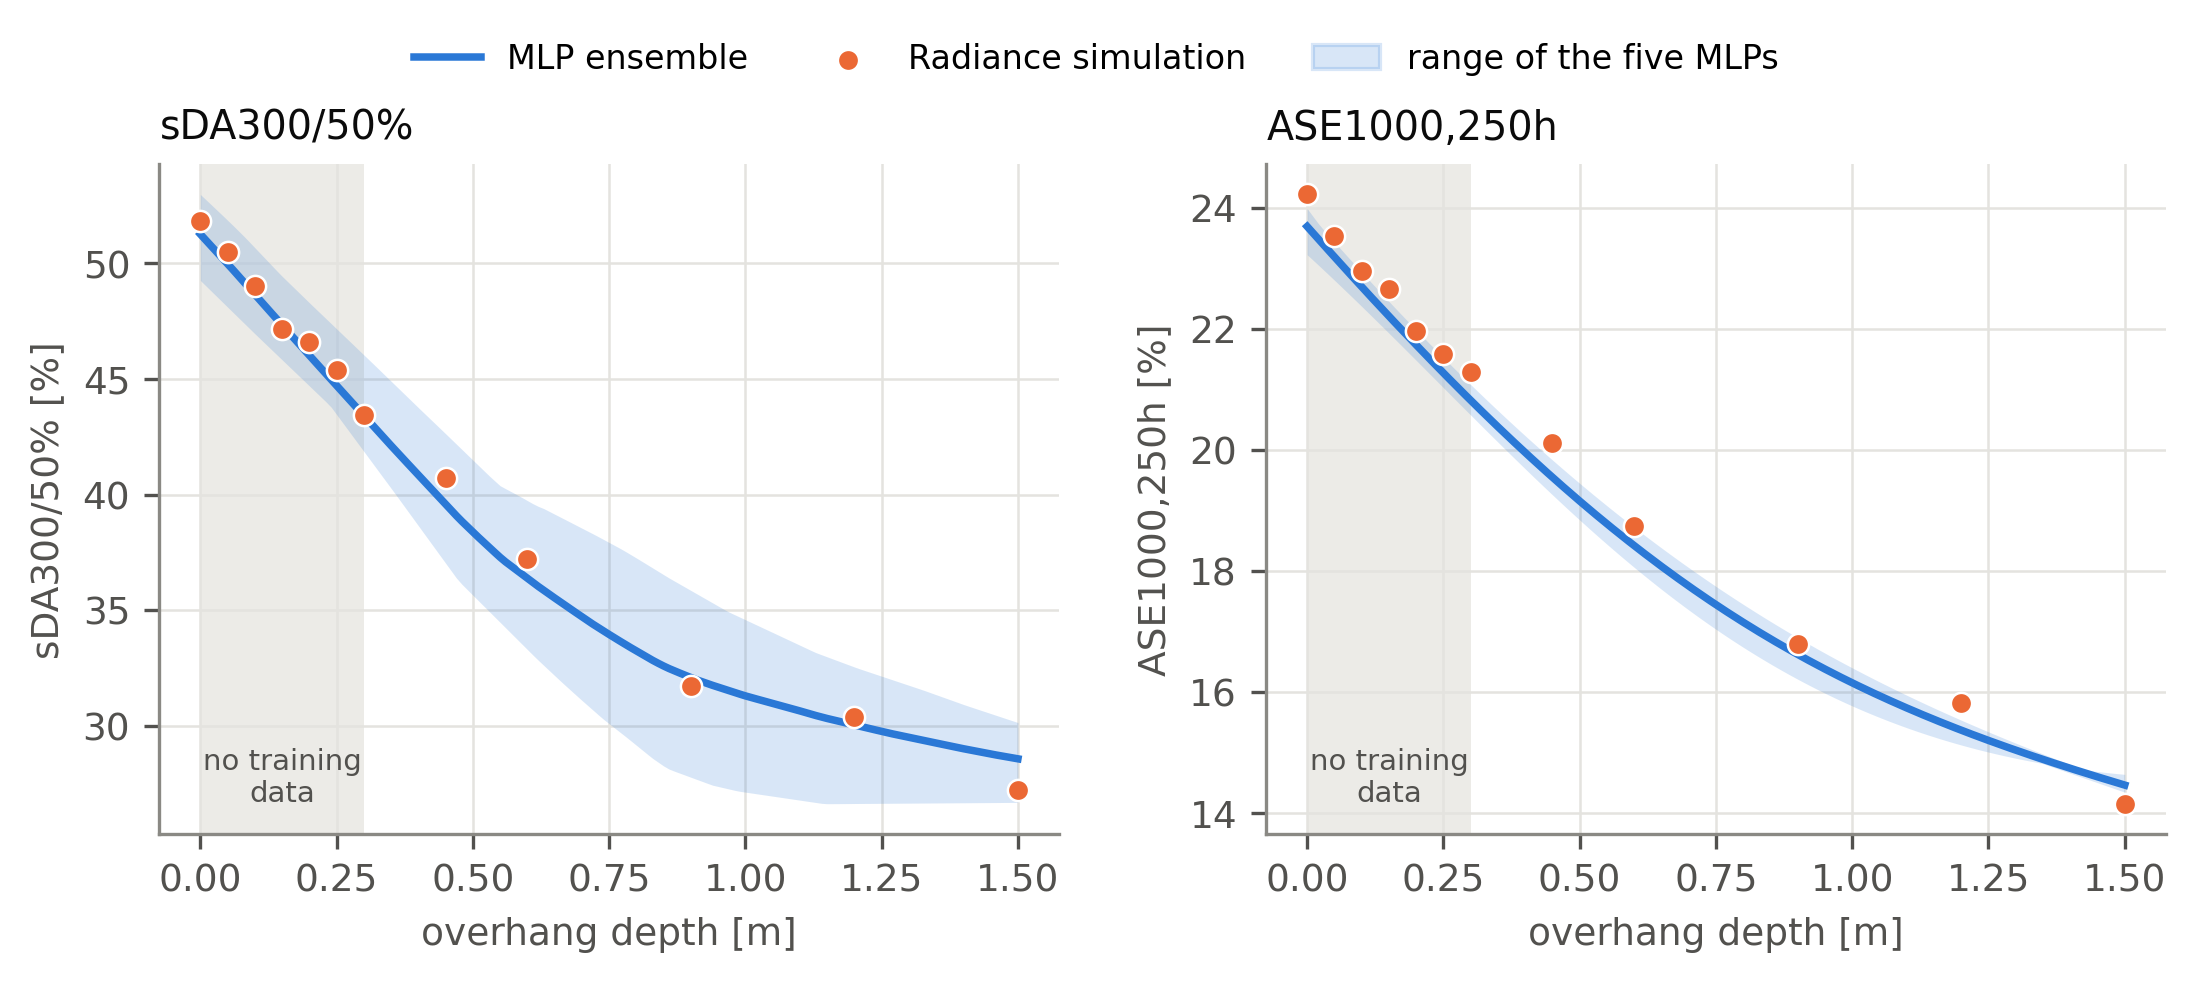 MLP ensemble
Radiance simulation
range of the five MLPs
sDA300/50%
sDA300/50% [%]
50
45
40
35
30
no training
data
0.00 0.25 0.50 0.75 1.00 1.25 1.50
overhang depth [m]
ASE1000,250h
ASE1000,250h [%]
24
22
20
18
16
14
no training
data
0.00 0.25 0.50 0.75 1.00 1.25 1.50
overhang depth [m]